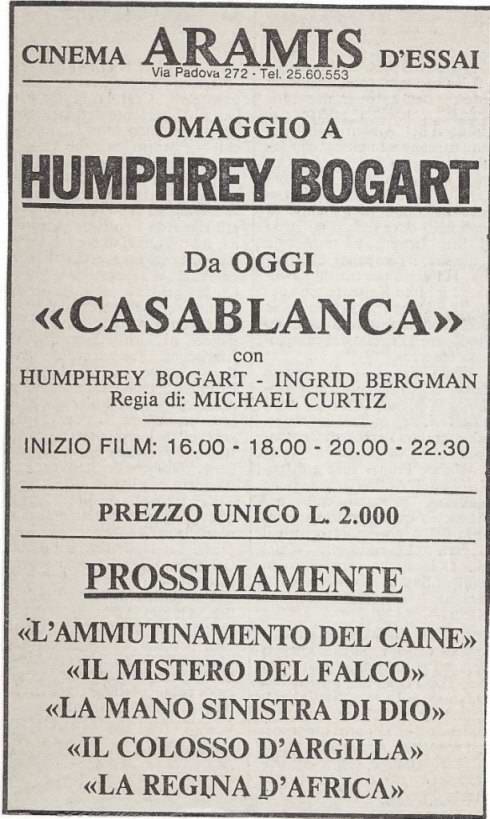 CINEMA ARAMIS D'ESSAI
Via Padova 272 - Tel. 25.60.553
OMAGGIO A
HUMPHREY BOGART
Da OGGI
«CASABLANCA»
con
HUMPHREY BOGART - INGRID BERGMAN
Regia di: MICHAEL CURTIZ
INIZIO FILM: 16.00 - 18.00 - 20.00 - 22.30
PREZZO UNICO L. 2.000
PROSSIMAMENTE
«L'AMMUTINAMENTO DEL CAINE»
«IL MISTERO DEL FALCO»
«LA MANO SINISTRA DI DIO»
«IL COLOSSO D'ARGILLA»
«LA REGINA D'AFRICA»